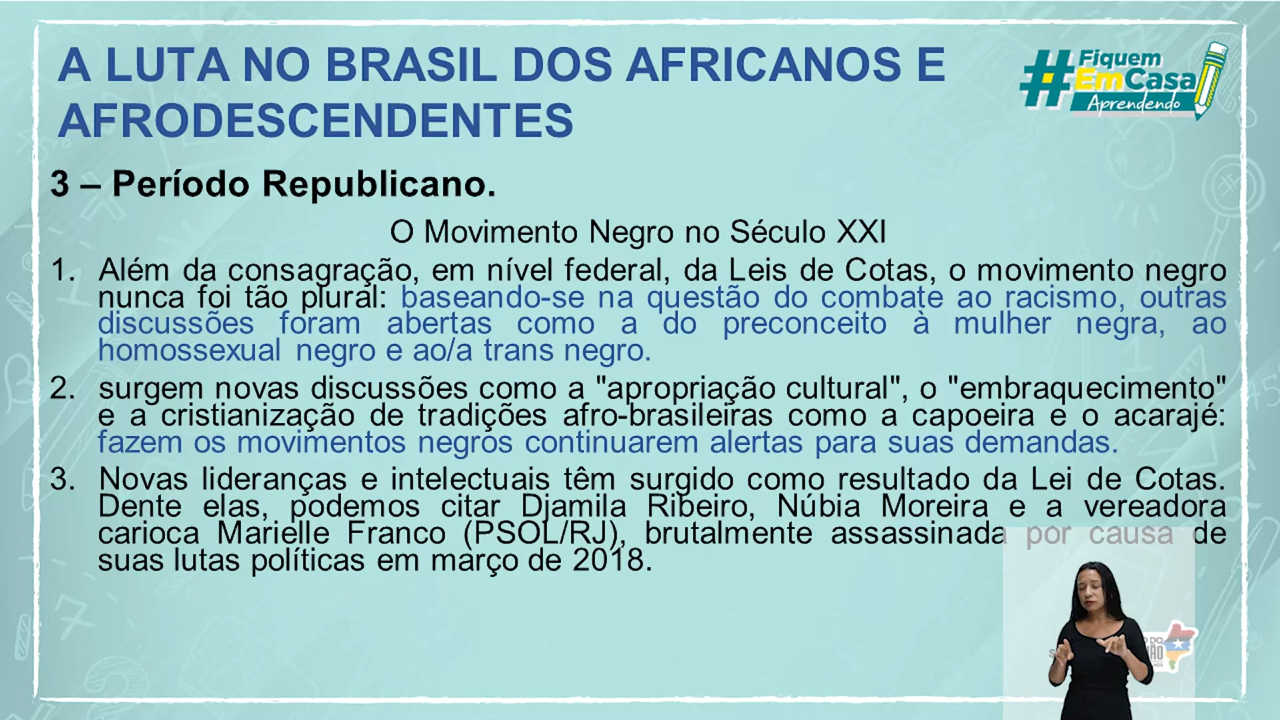 A LUTA NO BRASIL DOS AFRICANOS E
AFRODESCENDENTES
#Fiquem
EmCasa
Aprendendo
3 – Período Republicano.
O Movimento Negro no Século XXI
1. Além da consagração, em nível federal, da Leis de Cotas, o movimento negro
nunca foi tão plural: baseando-se na questão do combate ao racismo, outras
discussões foram abertas como a do preconceito à mulher negra, ao
homossexual negro e ao/a trans negro.
2. surgem novas discussões como a "apropriação cultural", o "embraquecimento"
e a cristianização de tradições afro-brasileiras como a capoeira e o acarajé:
fazem os movimentos negros continuarem alertas para suas demandas.
3. Novas lideranças e intelectuais têm surgido como resultado da Lei de Cotas.
Dente elas, podemos citar Djamila Ribeiro, Núbia Moreira e a vereadora
carioca Marielle Franco (PSOL/RJ), brutalmente assassinada por causa de
suas lutas políticas em março de 2018.